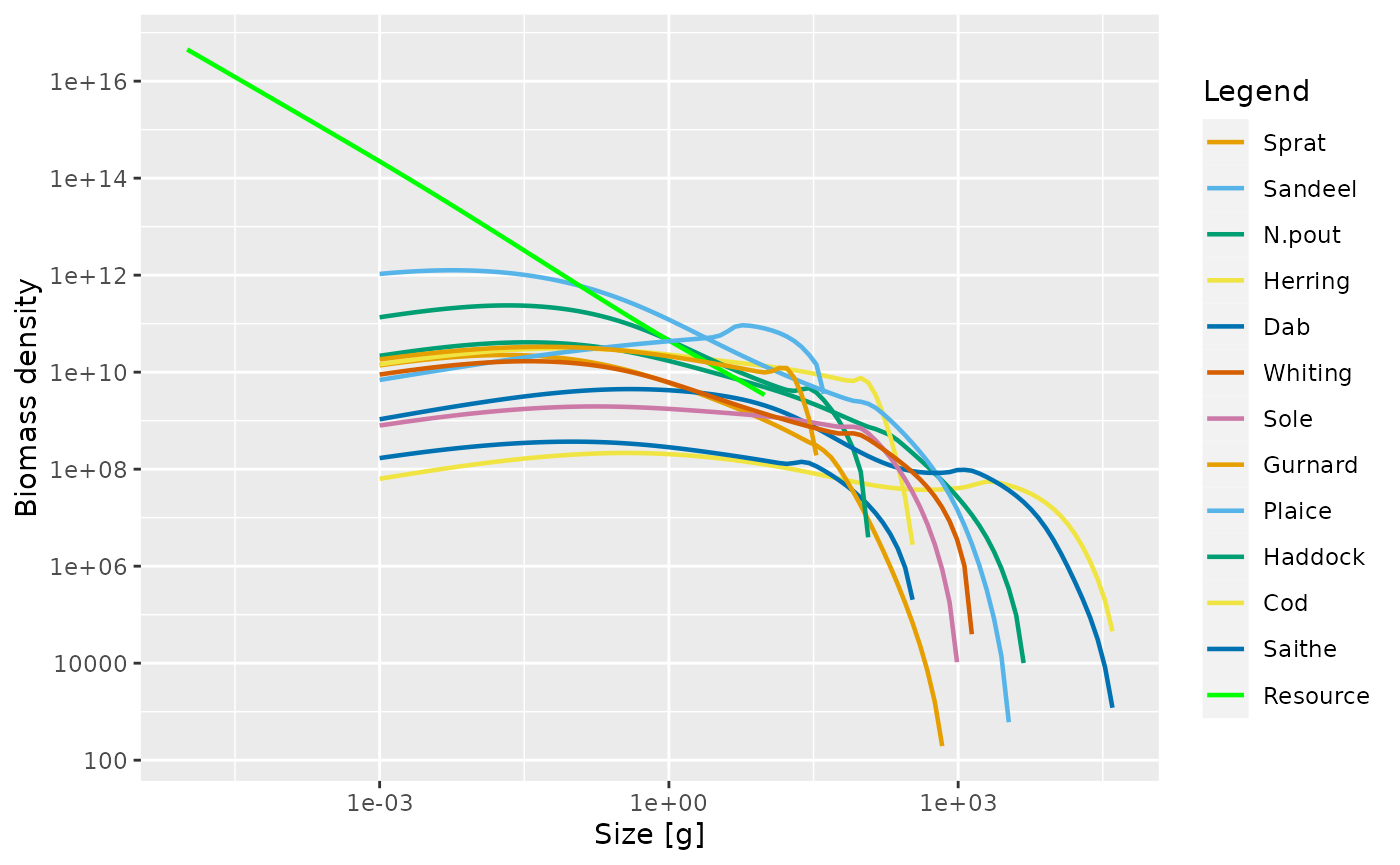 1e+16
1e+14
1e+12
1e+10
1e+08
1e+06
10000
100
Biomass density
1e-03
1e+00
1e+03
Size [g]
Legend
Sprat
Sandeel
N.pout
Herring
Dab
Whiting
Sole
Gurnard
Plaice
Haddock
Cod
Saithe
Resource